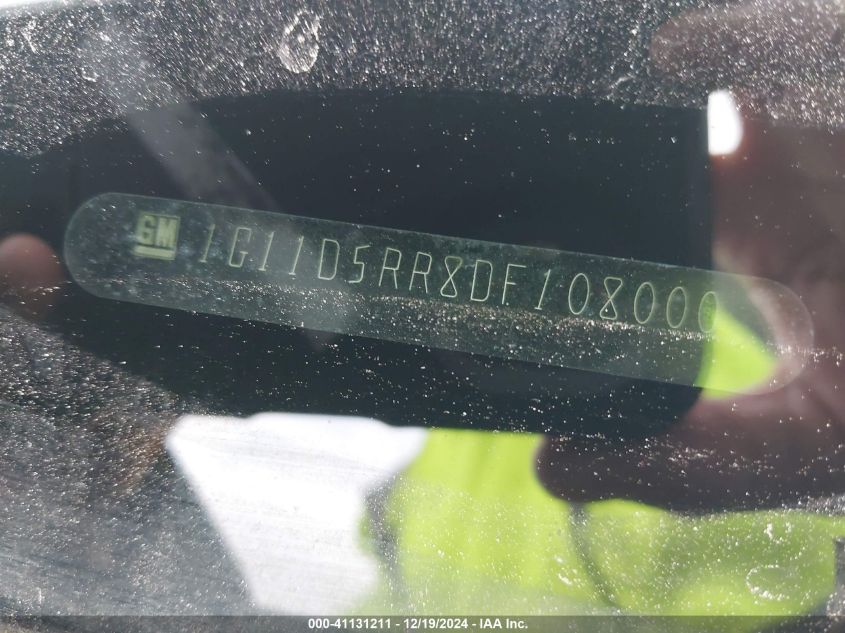 GM 1G11D5RR8DF108000
000-41131211 - 12/19/2024 - IAA Inc.